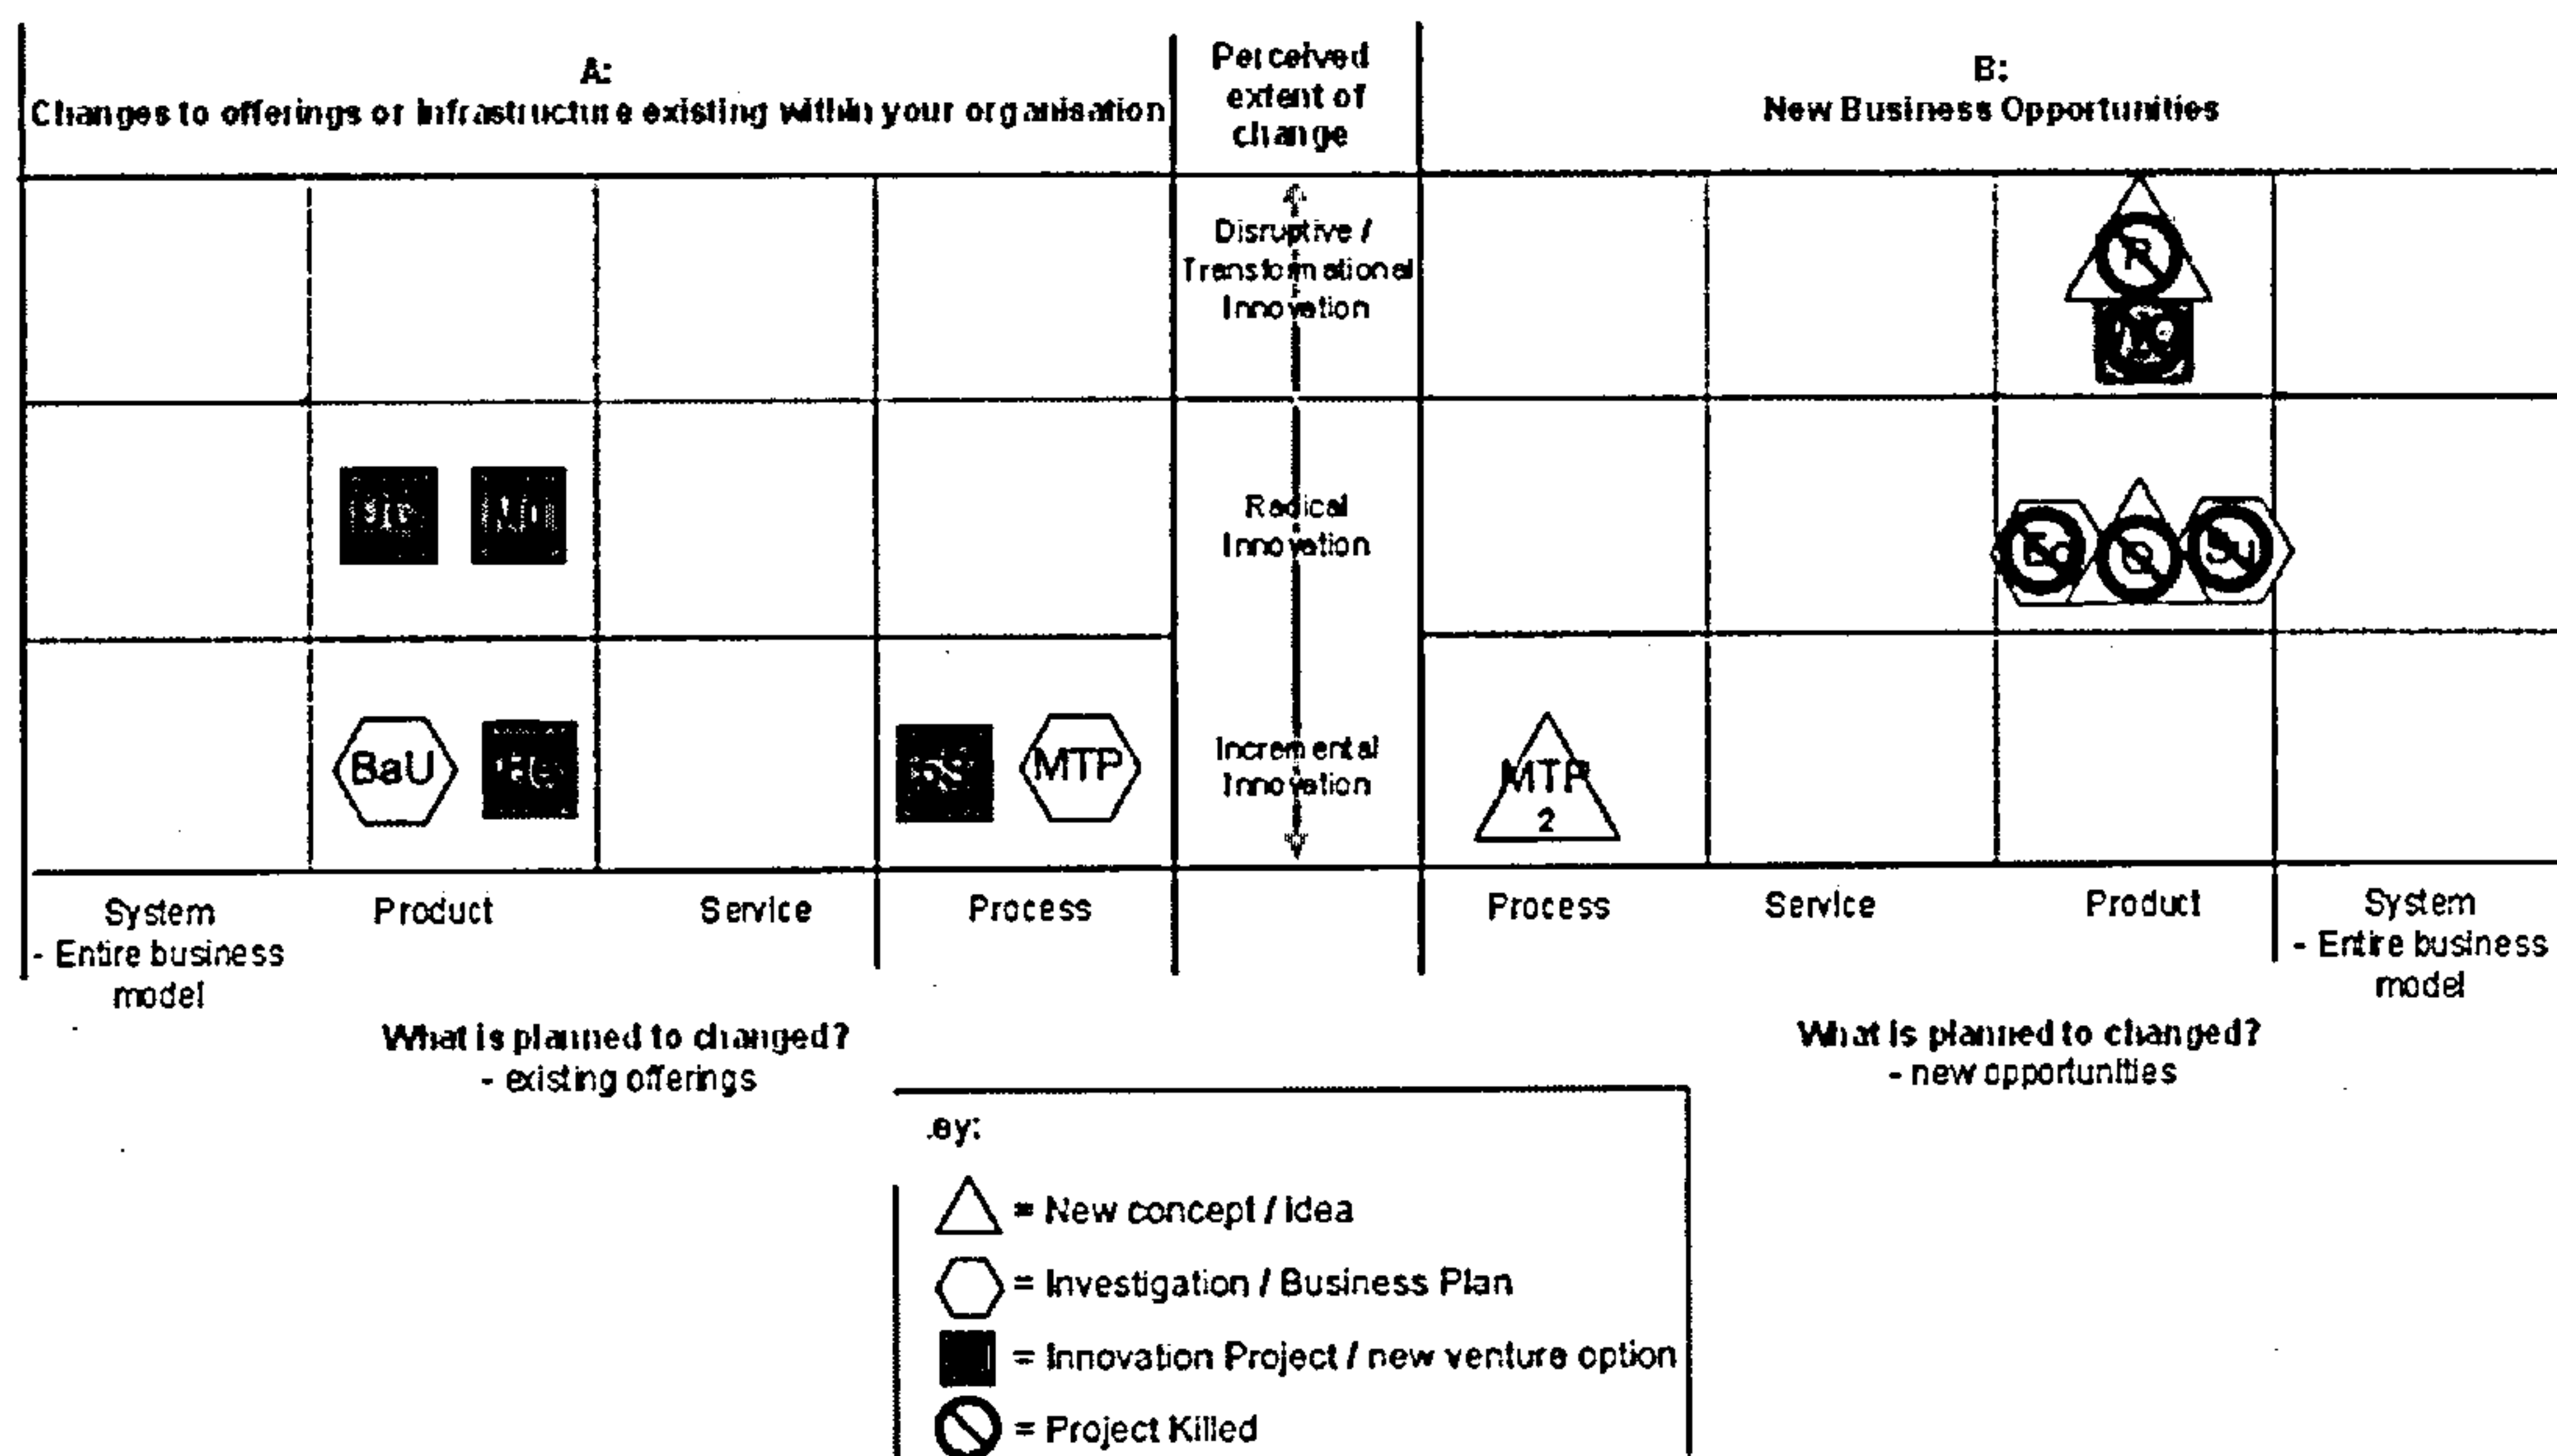 A:
Changes to offerings or infrastructure existing within your organisation
Perceived
extent of
change
B:
New Business Opportunities
Disruptive /
Transformational
Innovation
Radical
Innovation
Incremental
Innovation
P
Ec
O
Su
BaU
5S
MTP
MTP
2
System
- Entire business
model
Product
Service
Process
Process
Service
Product
System
- Entire business
model
What is planned to changed?
- existing offerings
What is planned to changed?
- new opportunities
.ey:
= New concept / idea
= Investigation / Business Plan
= Innovation Project / new venture option
= Project Killed